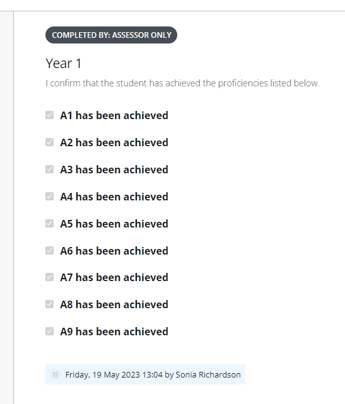 COMPLETED BY: ASSESSOR ONLY
Year 1
I confirm that the student has achieved the proficiencies listed below.
A1 has been achieved
A2 has been achieved
A3 has been achieved
A4 has been achieved
A5 has been achieved
A6 has been achieved
A7 has been achieved
A8 has been achieved
A9 has been achieved
Friday, 19 May 2023 13:04 by Sonia Richardson